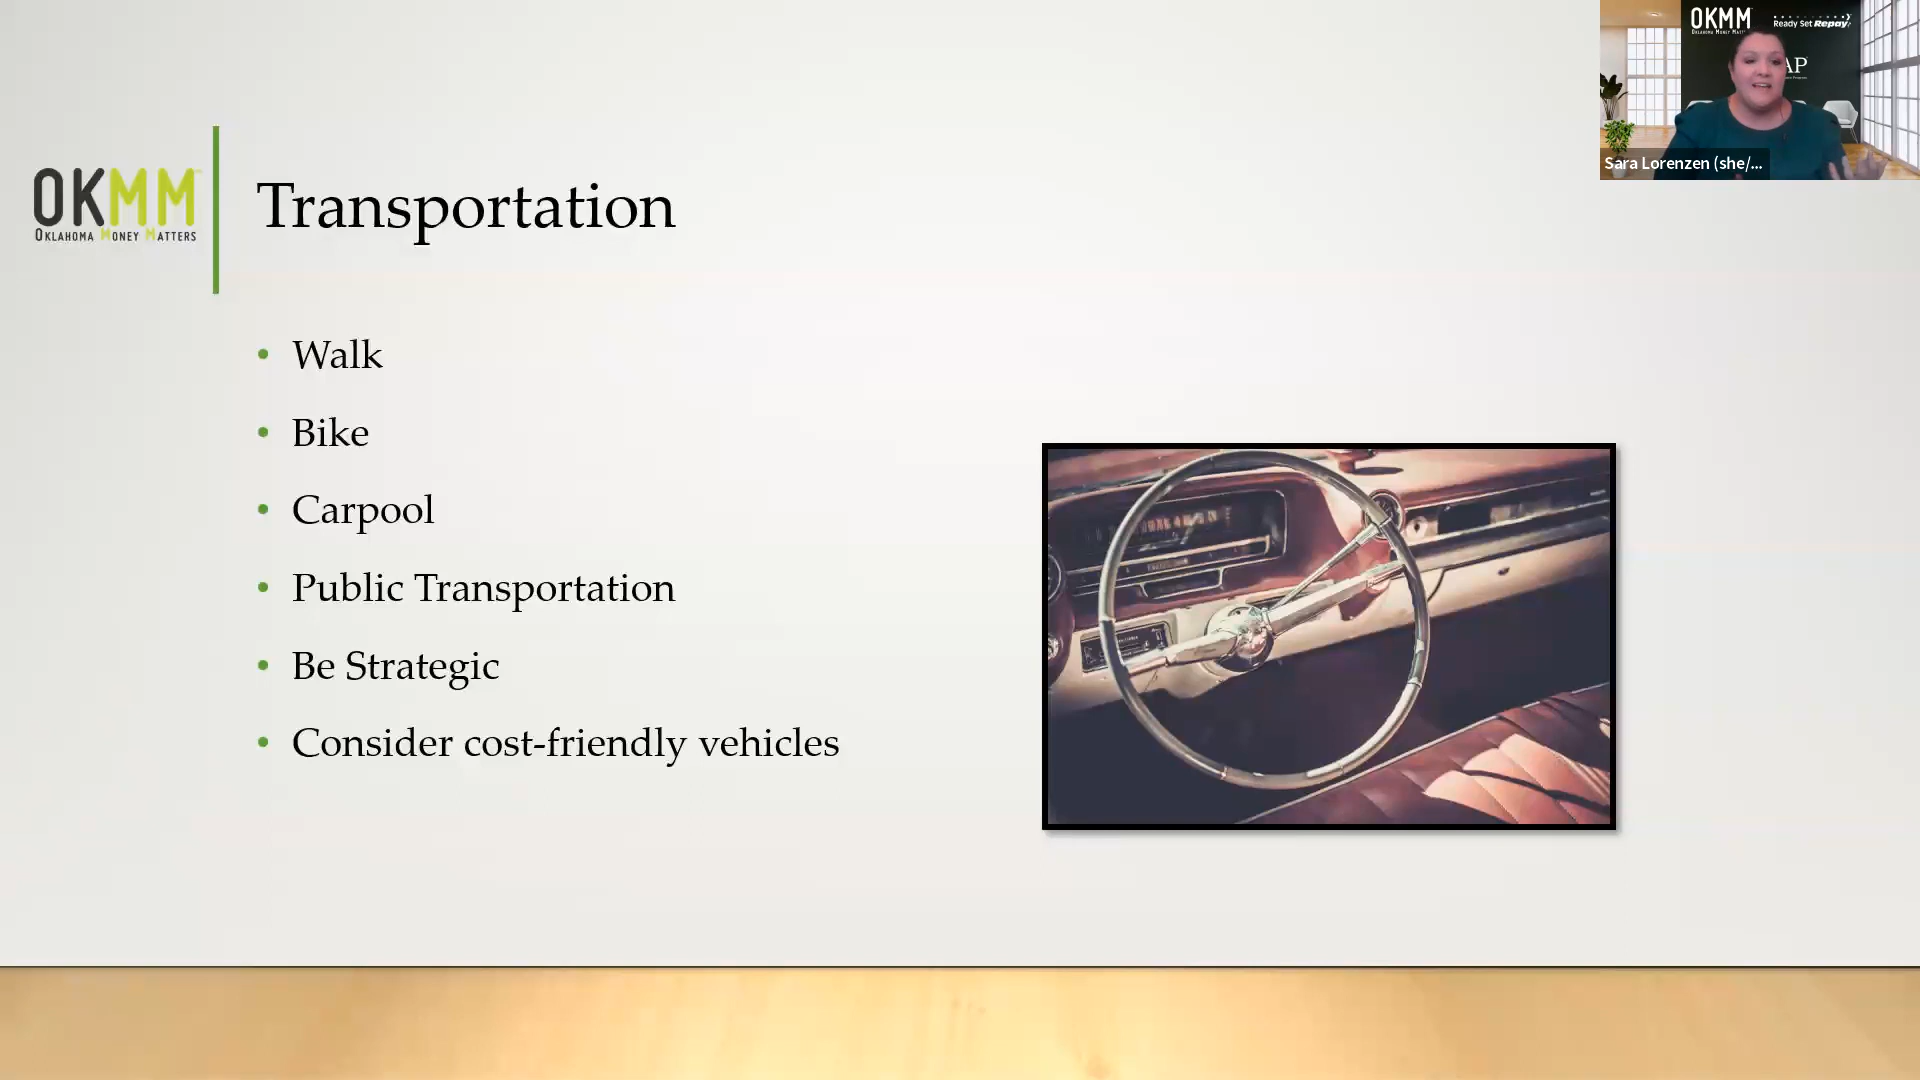 OKMM
OKLAHOMA MONEY MATTERS
Transportation
• Walk
• Bike
• Carpool
• Public Transportation
• Be Strategic
• Consider cost-friendly vehicles
OKMM
Ready Set Repay
AP
Sara Lorenzen (she/...